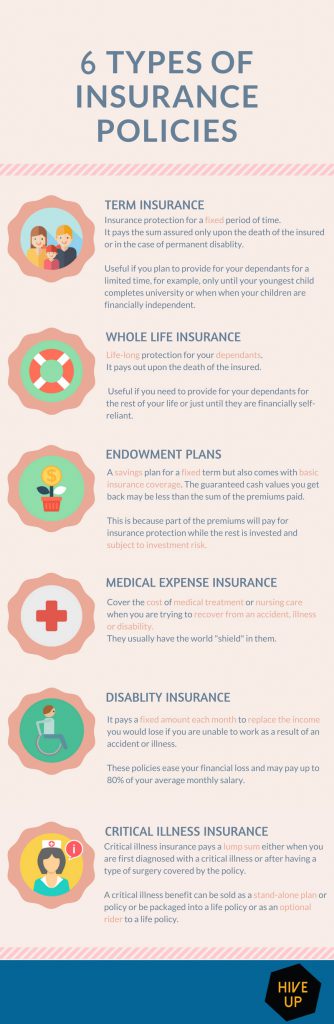 6 TYPES OF
INSURANCE
POLICIES
TERM INSURANCE
Insurance protection for a fixed period of time.
It pays the sum assured only upon the death of the insured
or in the case of permanent disablity.
Useful if you plan to provide for your dependants for a
limited time, for example, only until your youngest child
completes university or when when your children are
financially independent.
WHOLE LIFE INSURANCE
Life-long protection for your dependants.
It pays out upon the death of the insured.
Useful if you need to provide for your dependants for
the rest of your life or just until they are financially self-
reliant.
ENDOWMENT PLANS
A savings plan for a fixed term but also comes with basic
insurance coverage. The guaranteed cash values you get
back may be less than the sum of the premiums paid.
This is because part of the premiums will pay for
insurance protection while the rest is invested and
subject to investment risk.
MEDICAL EXPENSE INSURANCE
Cover the cost of medical treatment or nursing care
when you are trying to recover from an accident, illness
or disability.
They usually have the world "shield" in them.
DISABLITY INSURANCE
It pays a fixed amount each month to replace the income
you would lose if you are unable to work as a result of an
accident or illness.
These policies ease your financial loss and may pay up to
80% of your average monthly salary.
CRITICAL ILLNESS INSURANCE
Critical illness insurance pays a lump sum either when you
are first diagnosed with a critical illness or after having a
type of surgery covered by the policy.
A critical illness benefit can be sold as a stand-alone plan or
policy or be packaged into a life policy or as an optional
rider to a life policy.
HIVE
UP